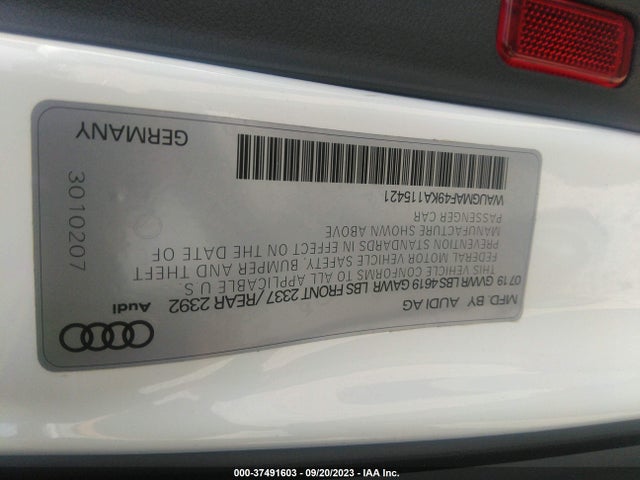 Audi
MFD. BY AUDI AG
07 19 GVWR LBS 4619 GAWR LBS FRONT 2337 / REAR 2392
THIS VEHICLE CONFORMS TO ALL APPLICABLE U.S.
FEDERAL MOTOR VEHICLE SAFETY, BUMPER AND THEFT
PREVENTION STANDARDS IN EFFECT ON THE DATE OF
MANUFACTURE SHOWN ABOVE
PASSENGER CAR
WAUGMAF49KA115421
GERMANY
3010207
000-37491603 - 09/20/2023 - IAA Inc.